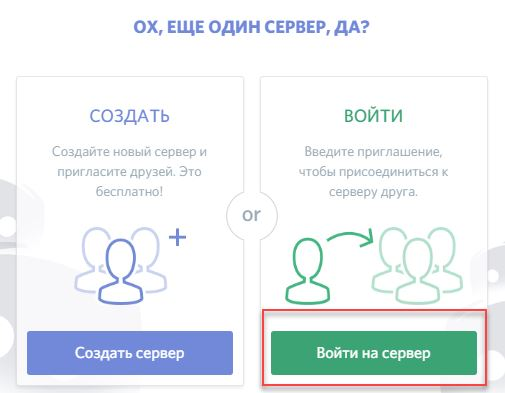 ОХ, ЕЩЕ ОДИН СЕРВЕР, ДА?
СОЗДАТЬ
Создайте новый сервер и
пригласите друзей. Это
бесплатно!
Создать сервер
or
ВОЙТИ
Введите приглашение,
чтобы присоединиться к
серверу друга.
Войти на сервер